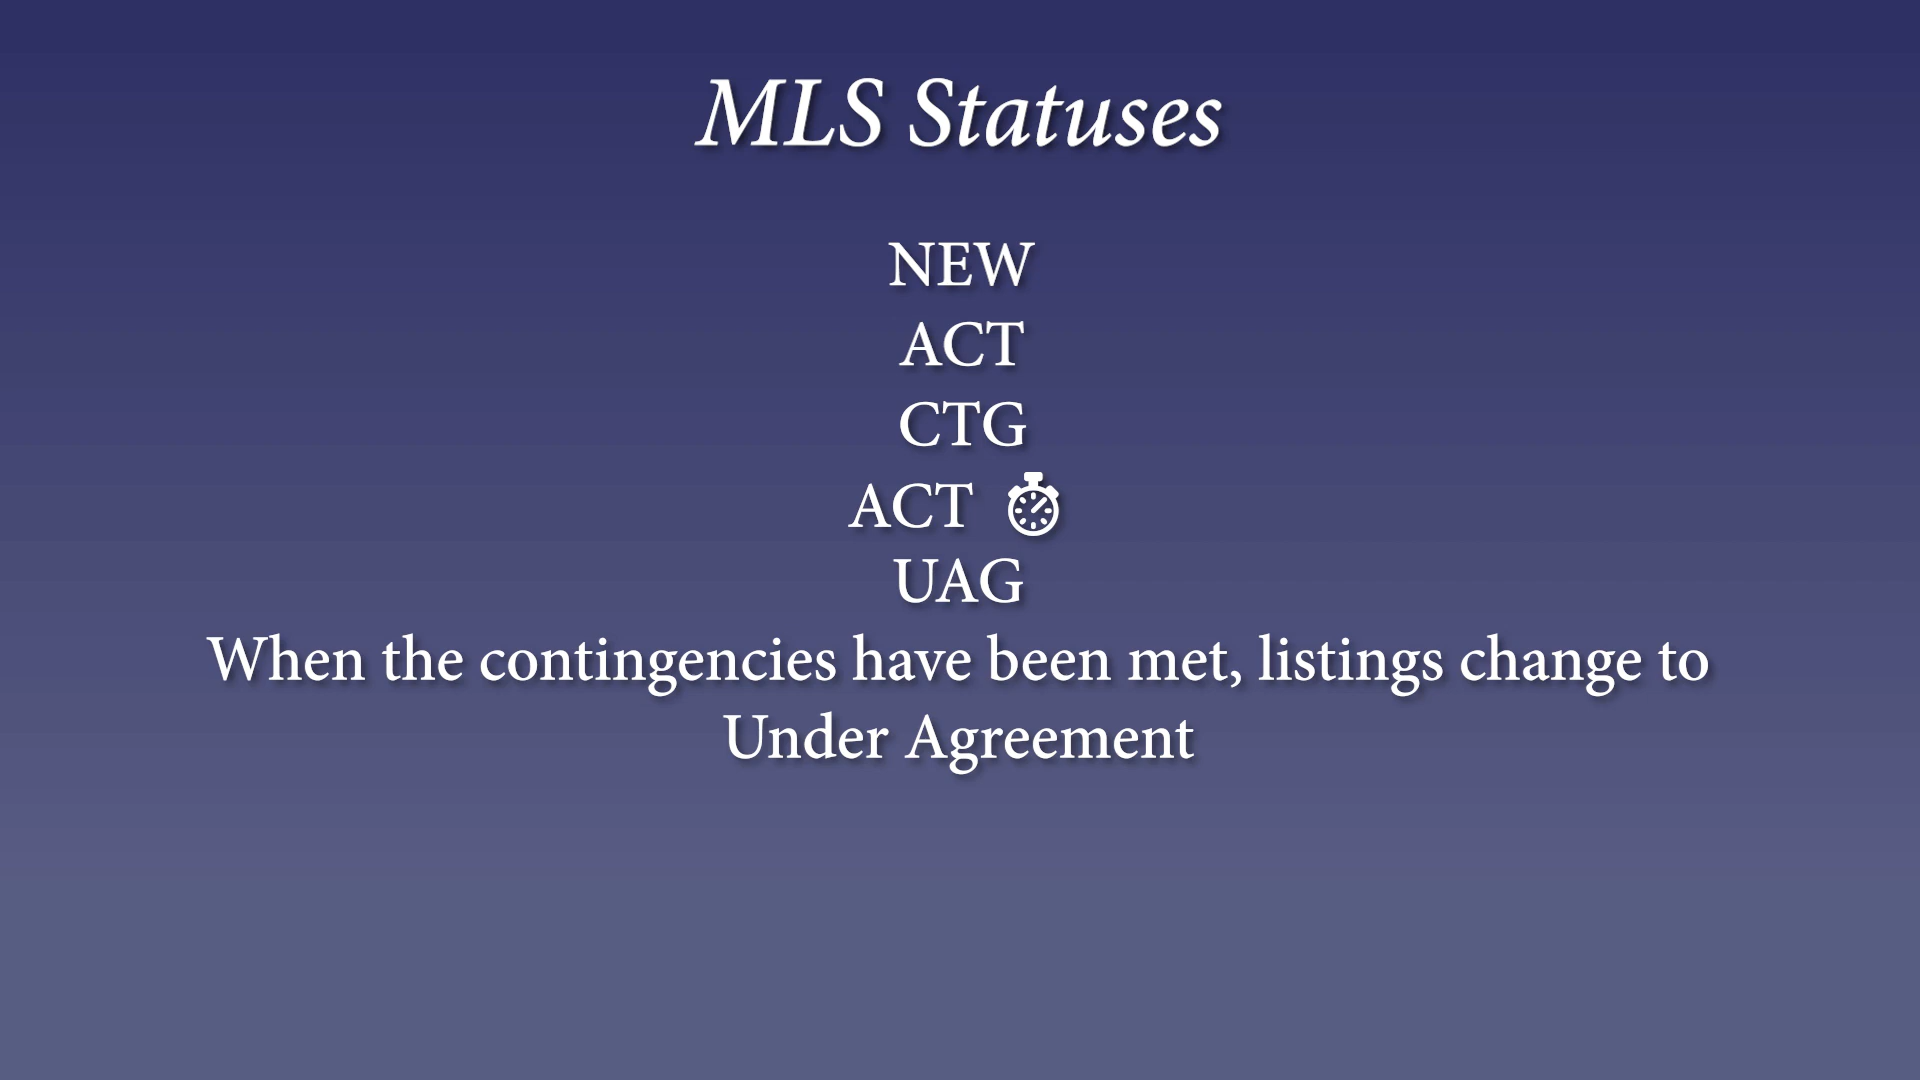 MLS Statuses
NEW
ACT
CTG
ACT
UAG
When the contingencies have been met, listings change to
Under Agreement